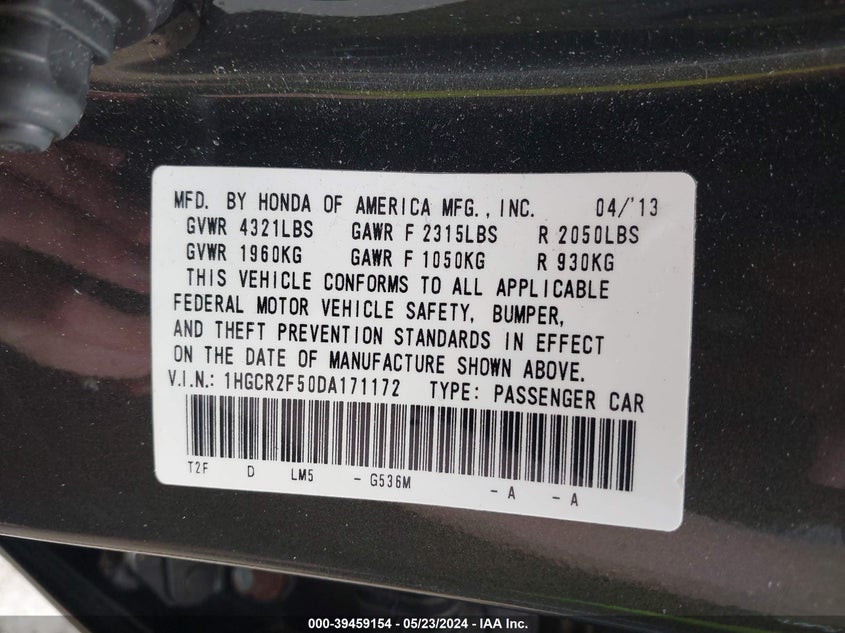 MFD. BY HONDA OF AMERICA MFG., INC. 04/'13
GVWR 4321LBS GAWR F 2315LBS R 2050LBS
GVWR 1960KG GAWR F 1050KG R 930KG
THIS VEHICLE CONFORMS TO ALL APPLICABLE
FEDERAL MOTOR VEHICLE SAFETY, BUMPER,
AND THEFT PREVENTION STANDARDS IN EFFECT
ON THE DATE OF MANUFACTURE SHOWN ABOVE.
V.I.N.: 1HGCR2F50DA171172 TYPE: PASSENGER CAR
T2F D LM5 - G536M - A - A
000-39459154 - 05/23/2024 - IAA Inc.